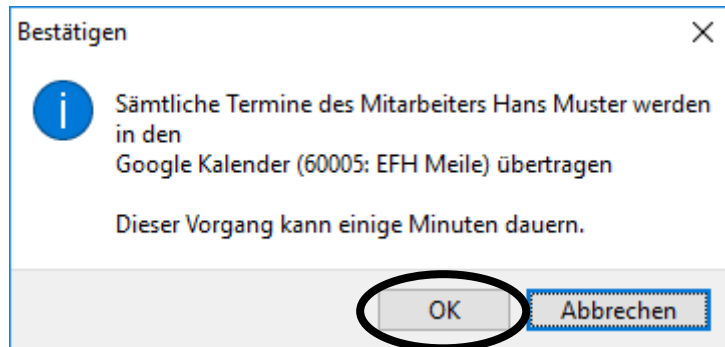 Bestätigen
Sämtliche Termine des Mitarbeiters Hans Muster werden
in den
Google Kalender (60005: EFH Meile) übertragen
Dieser Vorgang kann einige Minuten dauern.
OK Abbrechen